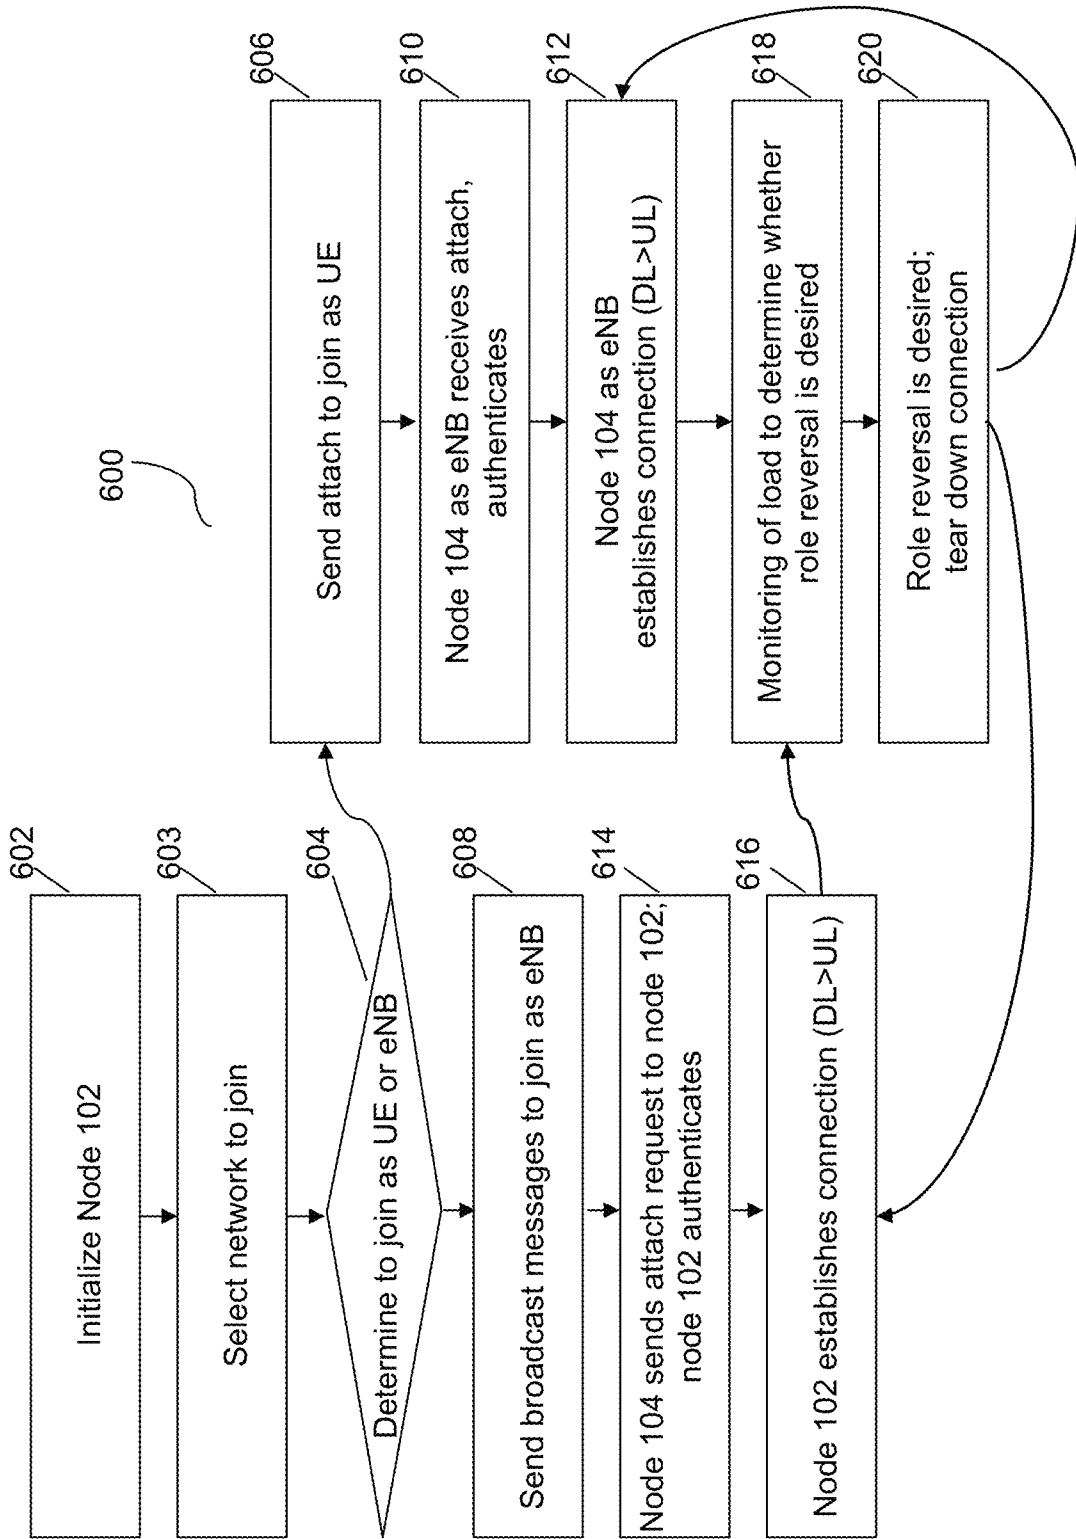 600
602
Initialize Node 102
603
Select network to join
604
Determine to join as UE or eNB
608
Send broadcast messages to join as eNB
614
Node 104 sends attach request to node 102;
node 102 authenticates
616
Node 102 establishes connection (DL>UL)
606
Send attach to join as UE
610
Node 104 as eNB receives attach,
authenticates
612
Node 104 as eNB
establishes connection (DL>UL)
618
Monitoring of load to determine whether
role reversal is desired
620
Role reversal is desired;
tear down connection